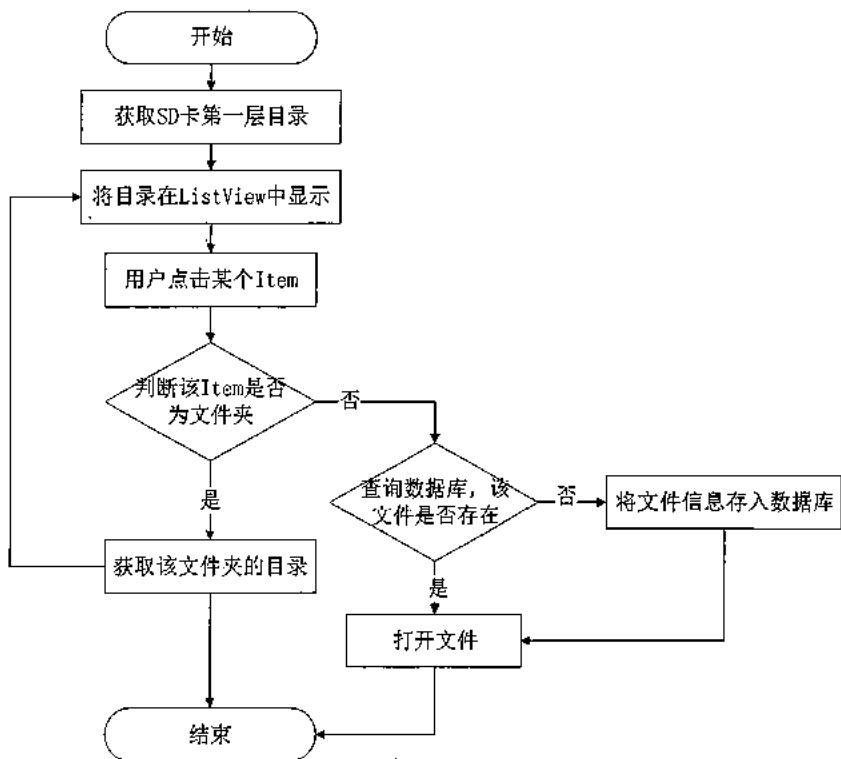 开始
获取SD卡第一层目录
将目录在ListView中显示
用户点击某个Item
判断该Item是否
为文件夹
否
查询数据库，该
文件是否存在
否
将文件信息存入数据库
是
获取该文件夹的目录
是
打开文件
结束